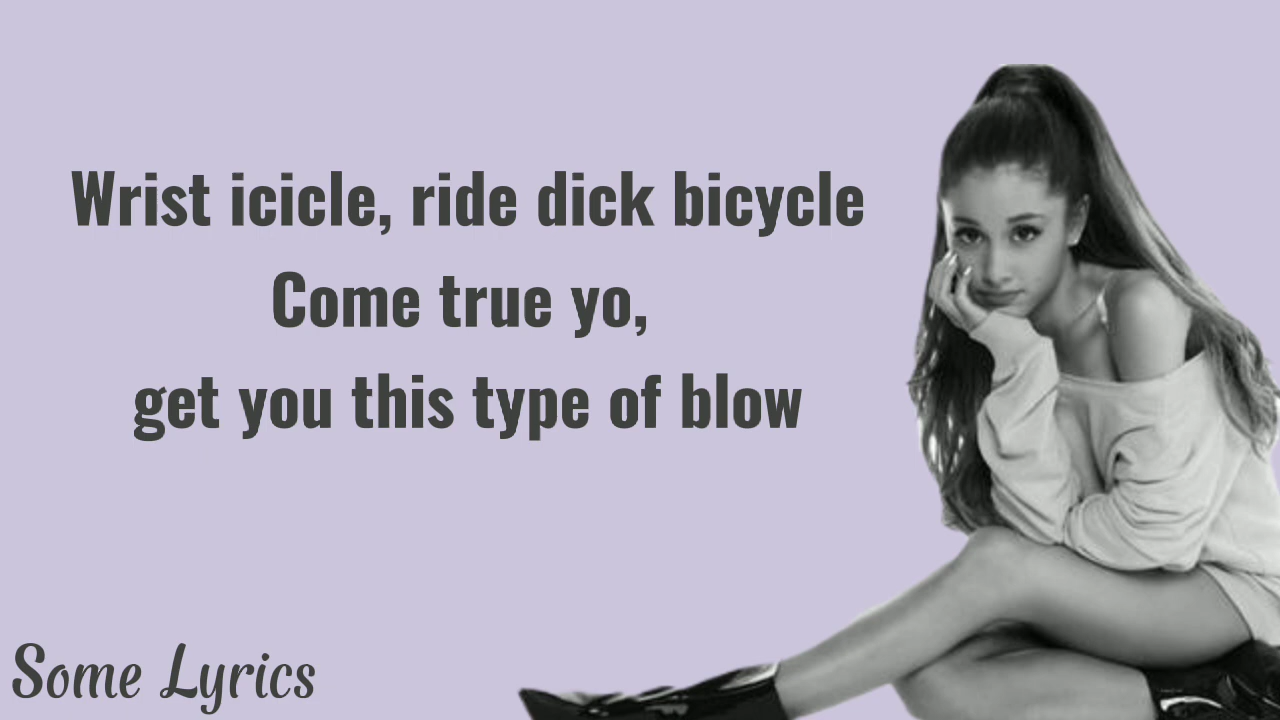 Wrist icicle, ride dick bicycle
Come true yo,
get you this type of blow
Some Lyrics